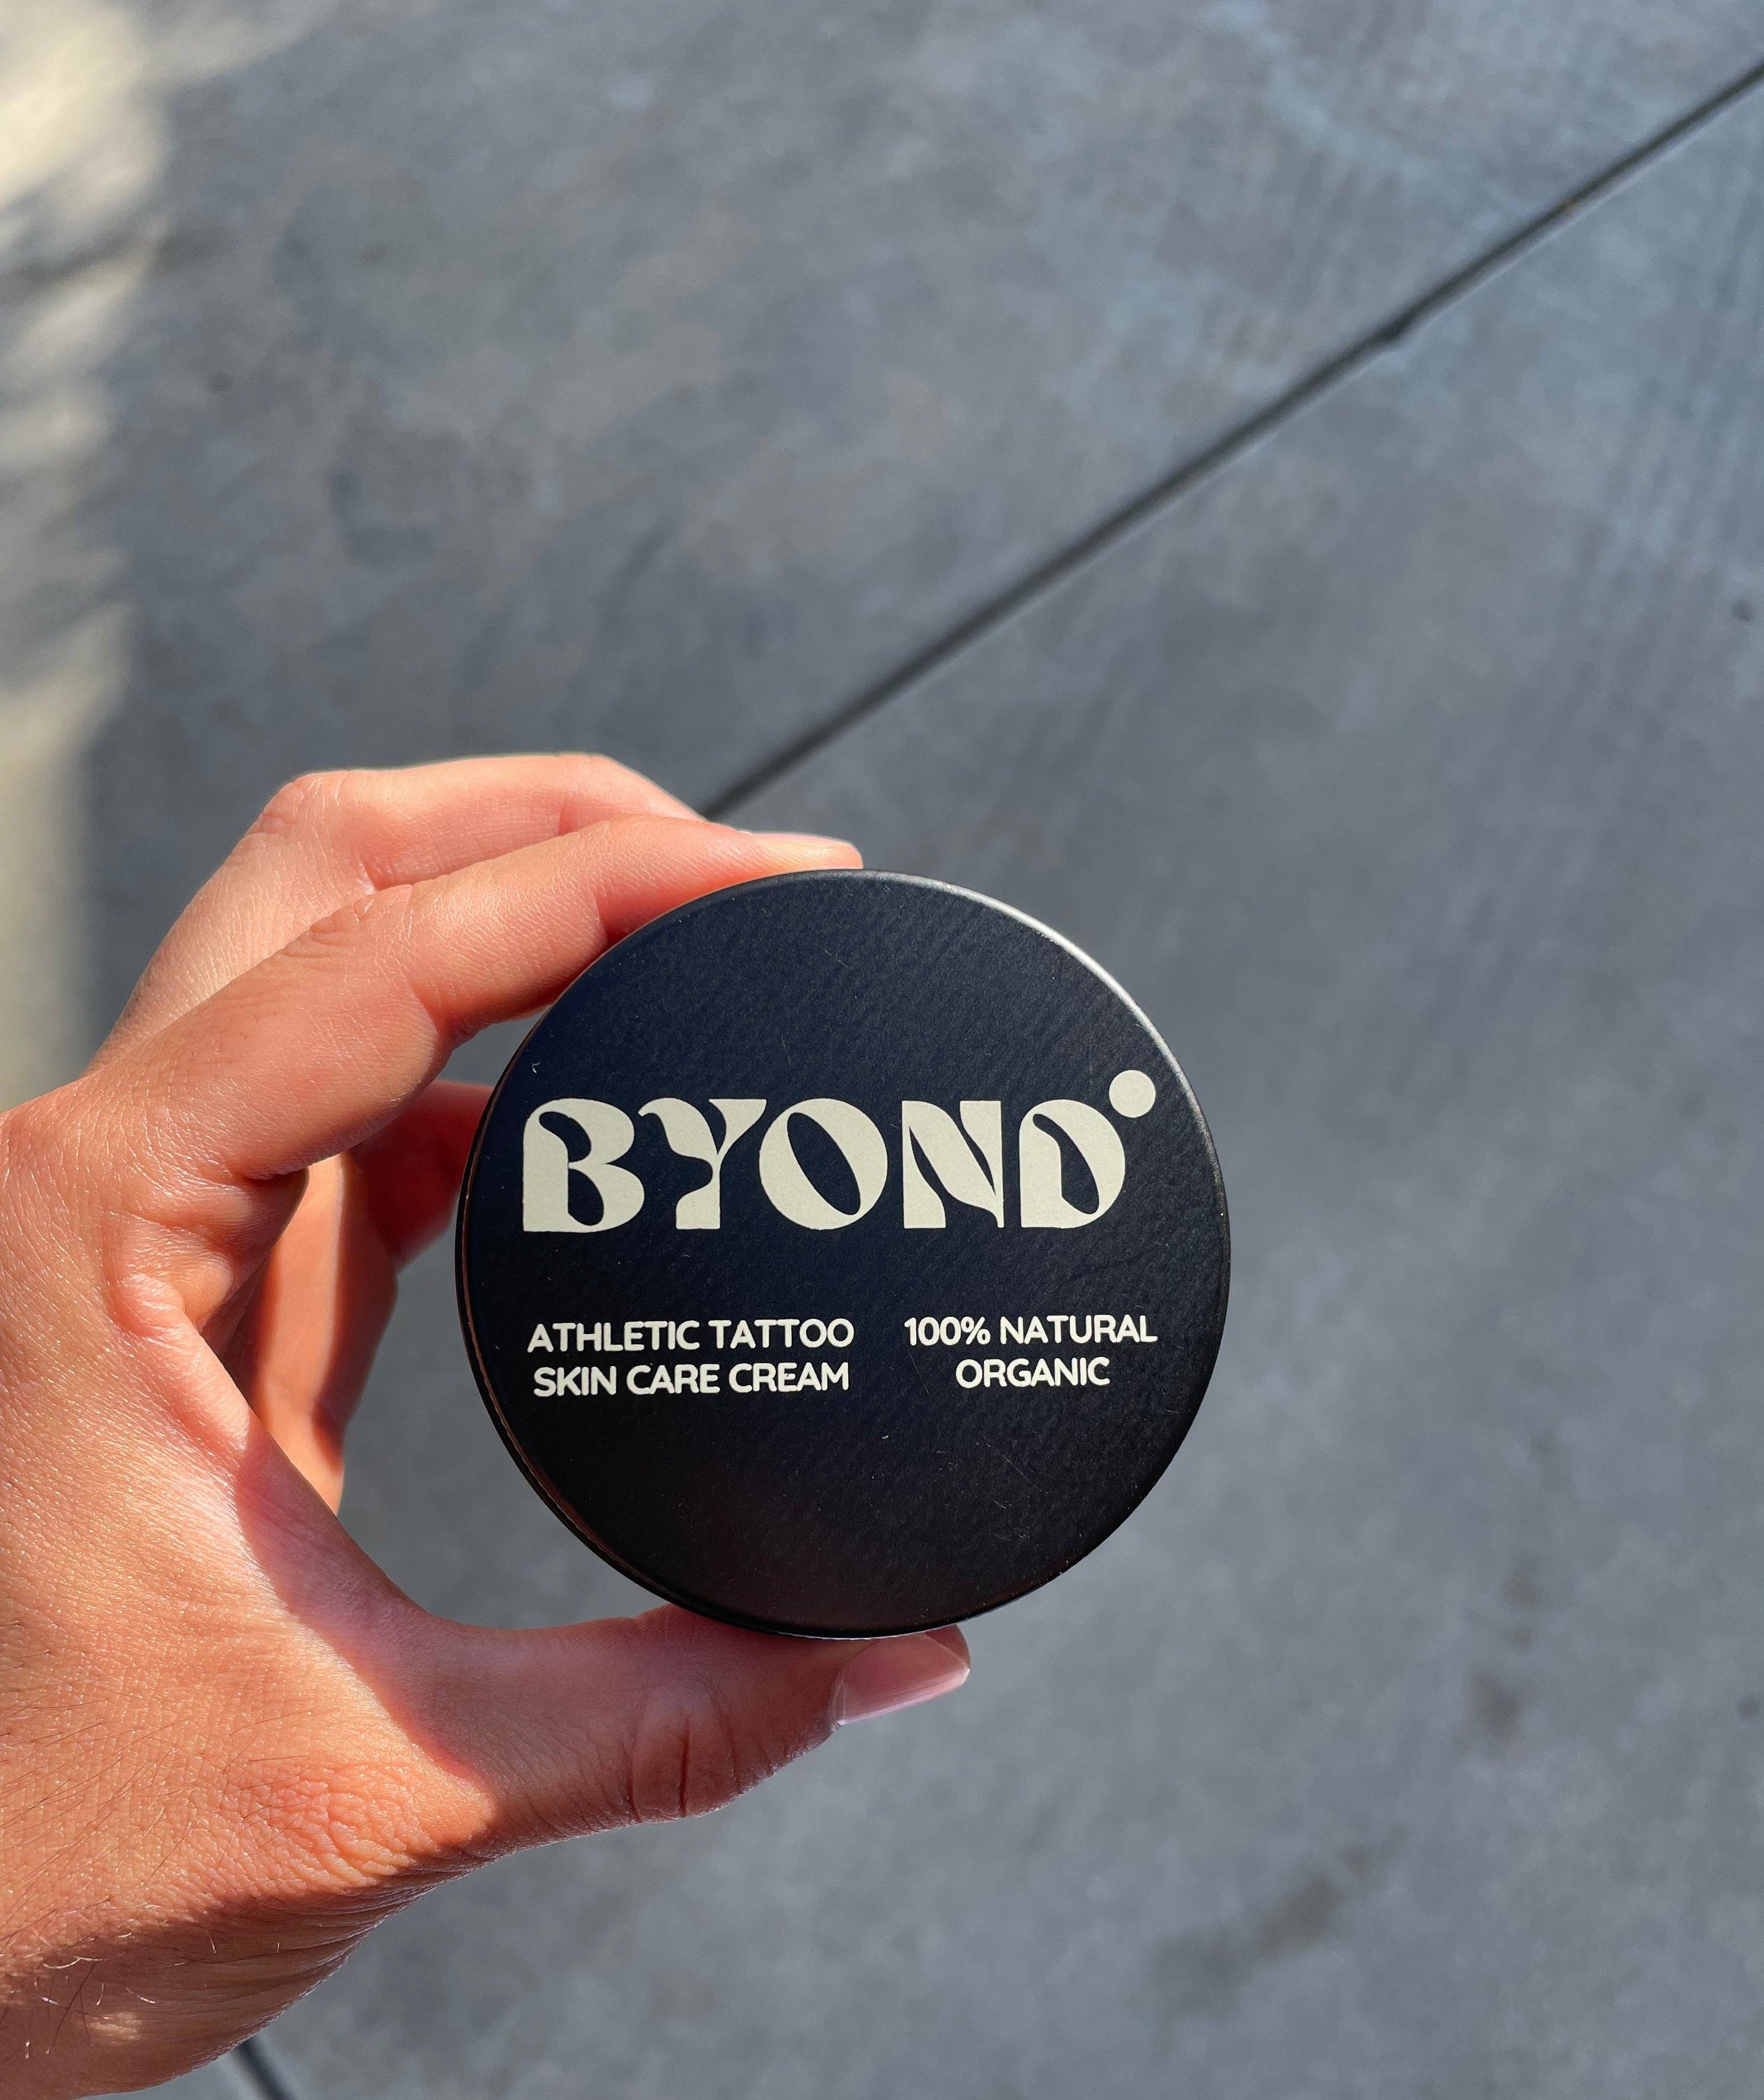 BYOND
ATHLETIC TATTOO
SKIN CARE CREAM
100% NATURAL
ORGANIC